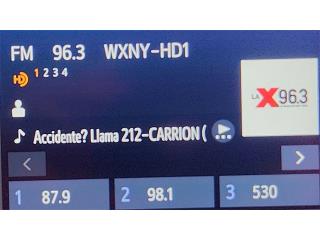 FM 96.3 WXNY-HD1
HD 1 2 3 4
LA X 96.3
Accidente? Llama 212-CARRION (
1 87.9 2 98.1 3 530